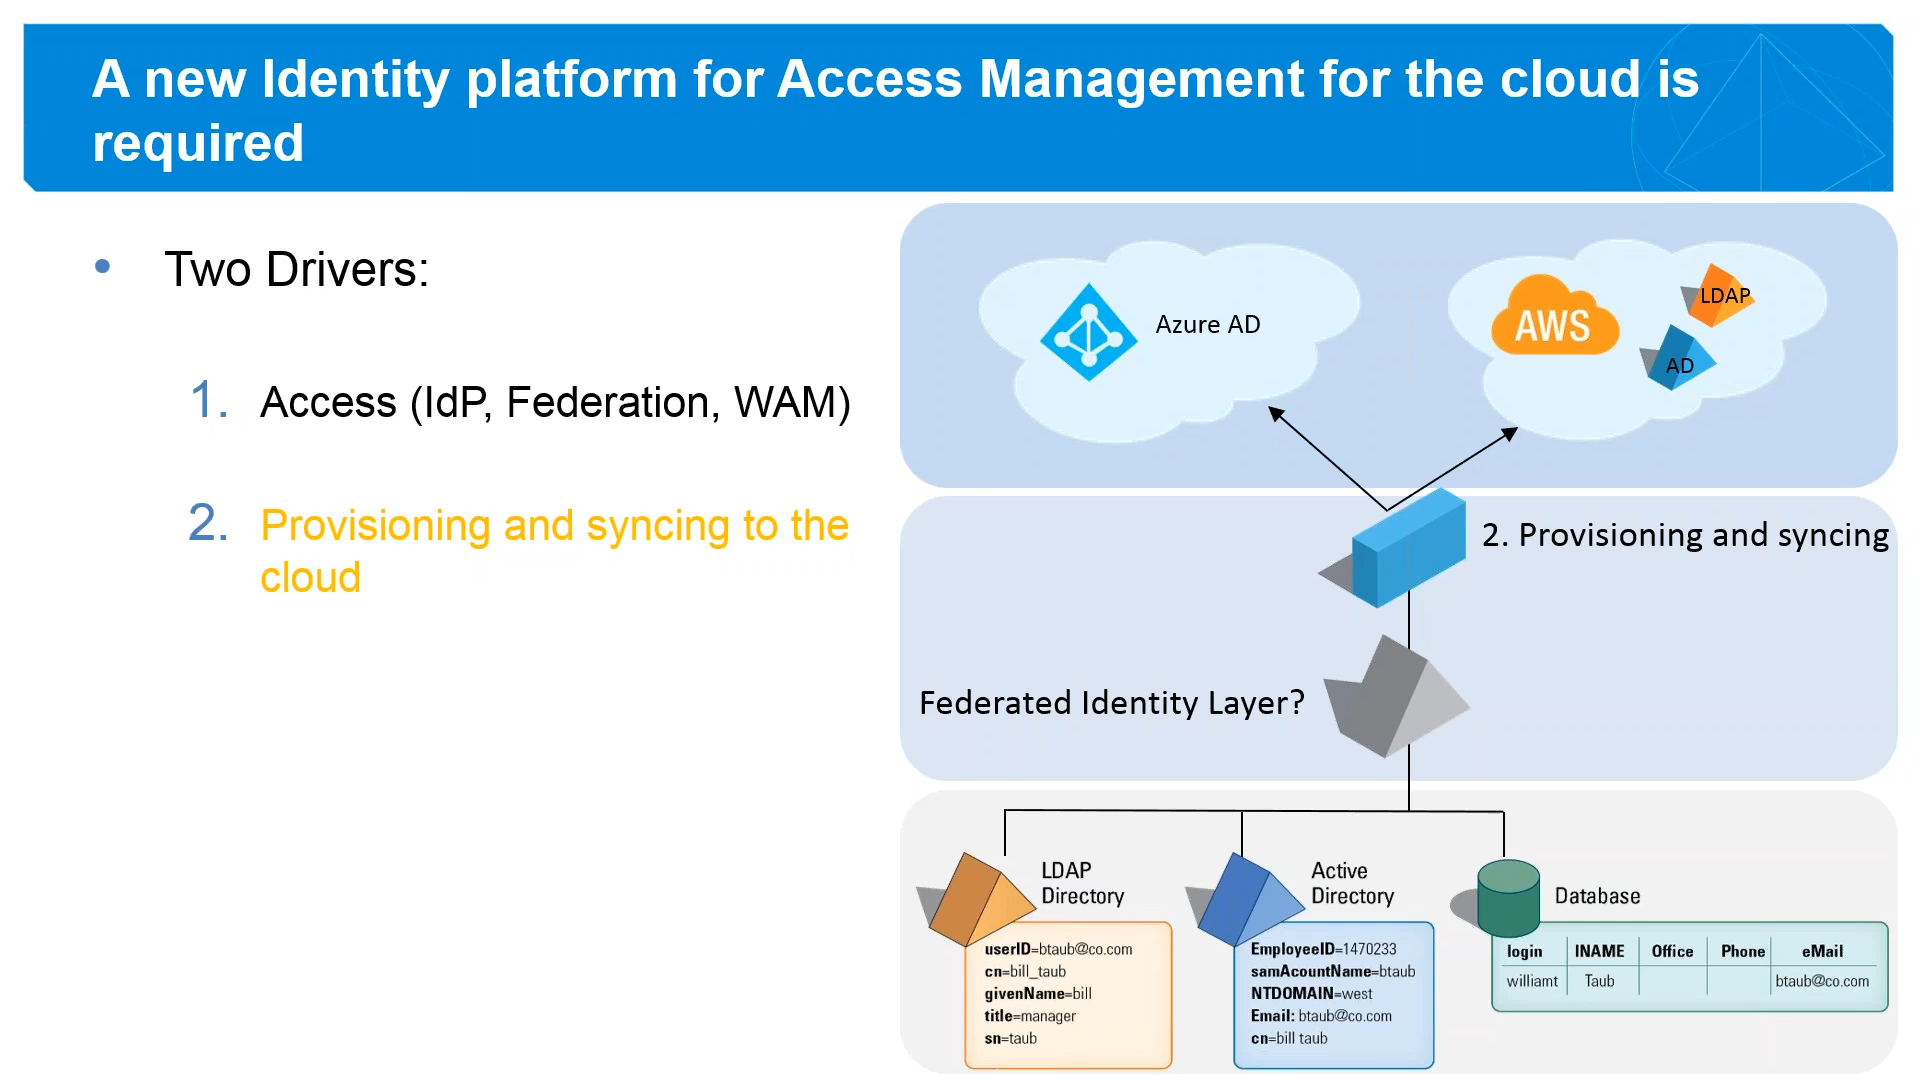 A new Identity platform for Access Management for the cloud is
required
• Two Drivers:
1. Access (IdP, Federation, WAM)
2. Provisioning and syncing to the
cloud
Azure AD
AWS
LDAP
AD
2. Provisioning and syncing
Federated Identity Layer?
LDAP
Directory
userID=btaub@co.com
cn=bill_taub
givenName=bill
title=manager
sn=taub
Active
Directory
EmployeeID=1470233
samAcountName=btaub
NTDOMAIN=west
Email: btaub@co.com
cn=bill taub
Database
login INAME Office Phone eMail
williamt Taub btaub@co.com